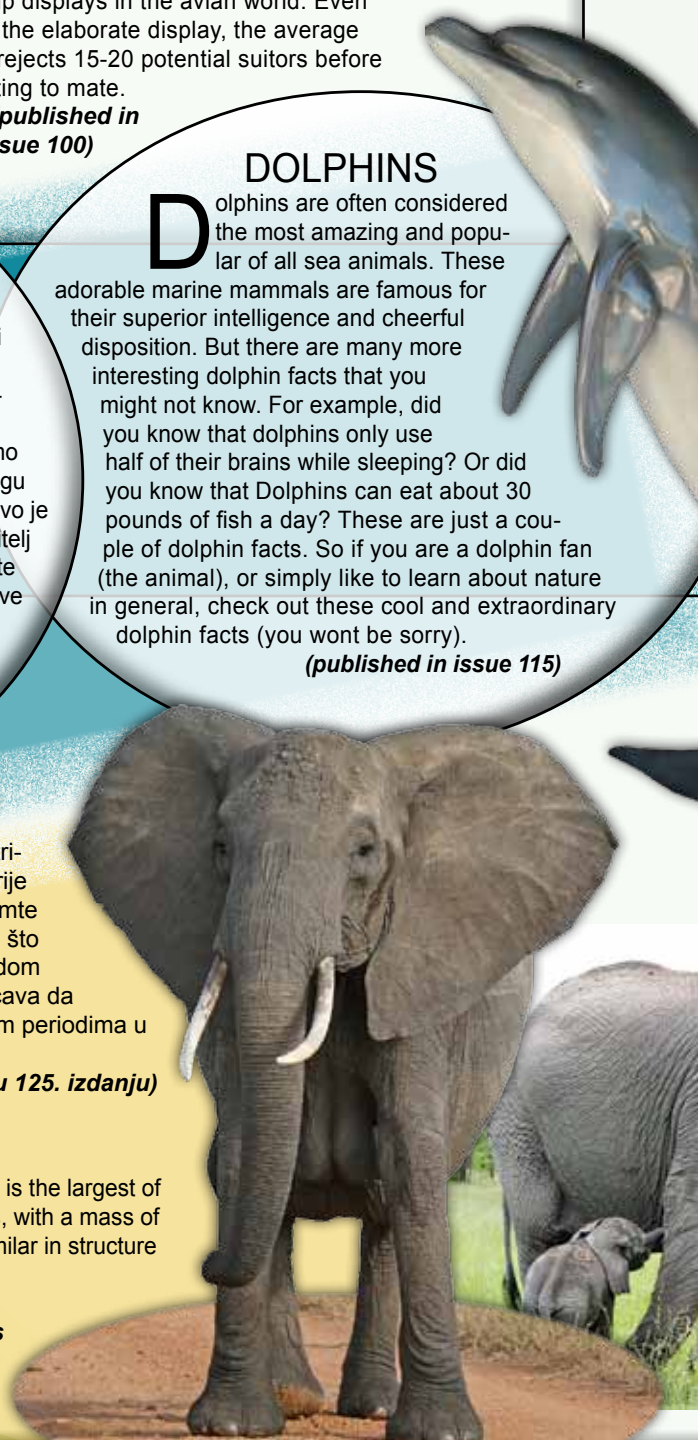 displays in the avian world. Even
the elaborate display, the average
rejects 15-20 potential suitors before
ting to mate.
published in
ssue 100)
DOLPHINS
Dolphins are often considered
the most amazing and popu-
lar of all sea animals. These
adorable marine mammals are famous for
their superior intelligence and cheerful
disposition. But there are many more
interesting dolphin facts that you
might not know. For example, did
you know that dolphins only use
half of their brains while sleeping? Or did
you know that Dolphins can eat about 30
pounds of fish a day? These are just a cou-
ple of dolphin facts. So if you are a dolphin fan
(the animal), or simply like to learn about nature
in general, check out these cool and extraordinary
dolphin facts (you wont be sorry).
(published in issue 115)
i
no
gu
vo je
telj
te
ve
ri-
rije
mte
što
dom
ava da
m periodima u
u 125. izdanju)
is the largest of
, with a mass of
milar in structure
s